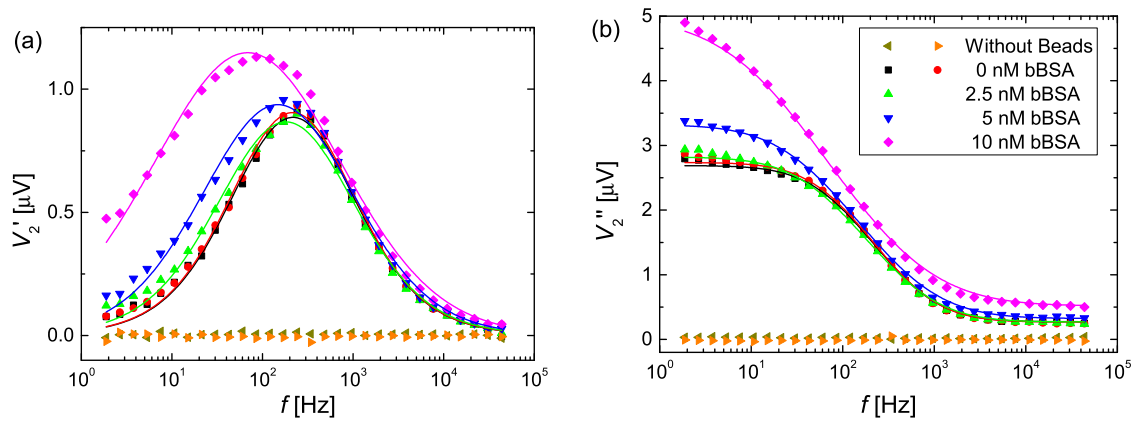 (a)
1.0
0.5
0.0
V2' [μV]
10^0 10^1 10^2 10^3 10^4 10^5
f [Hz]
(b)
5
4
3
2
1
0
V2" [μV]
Without Beads
0 nM bBSA
2.5 nM bBSA
5 nM bBSA
10 nM bBSA
10^0 10^1 10^2 10^3 10^4 10^5
f [Hz]